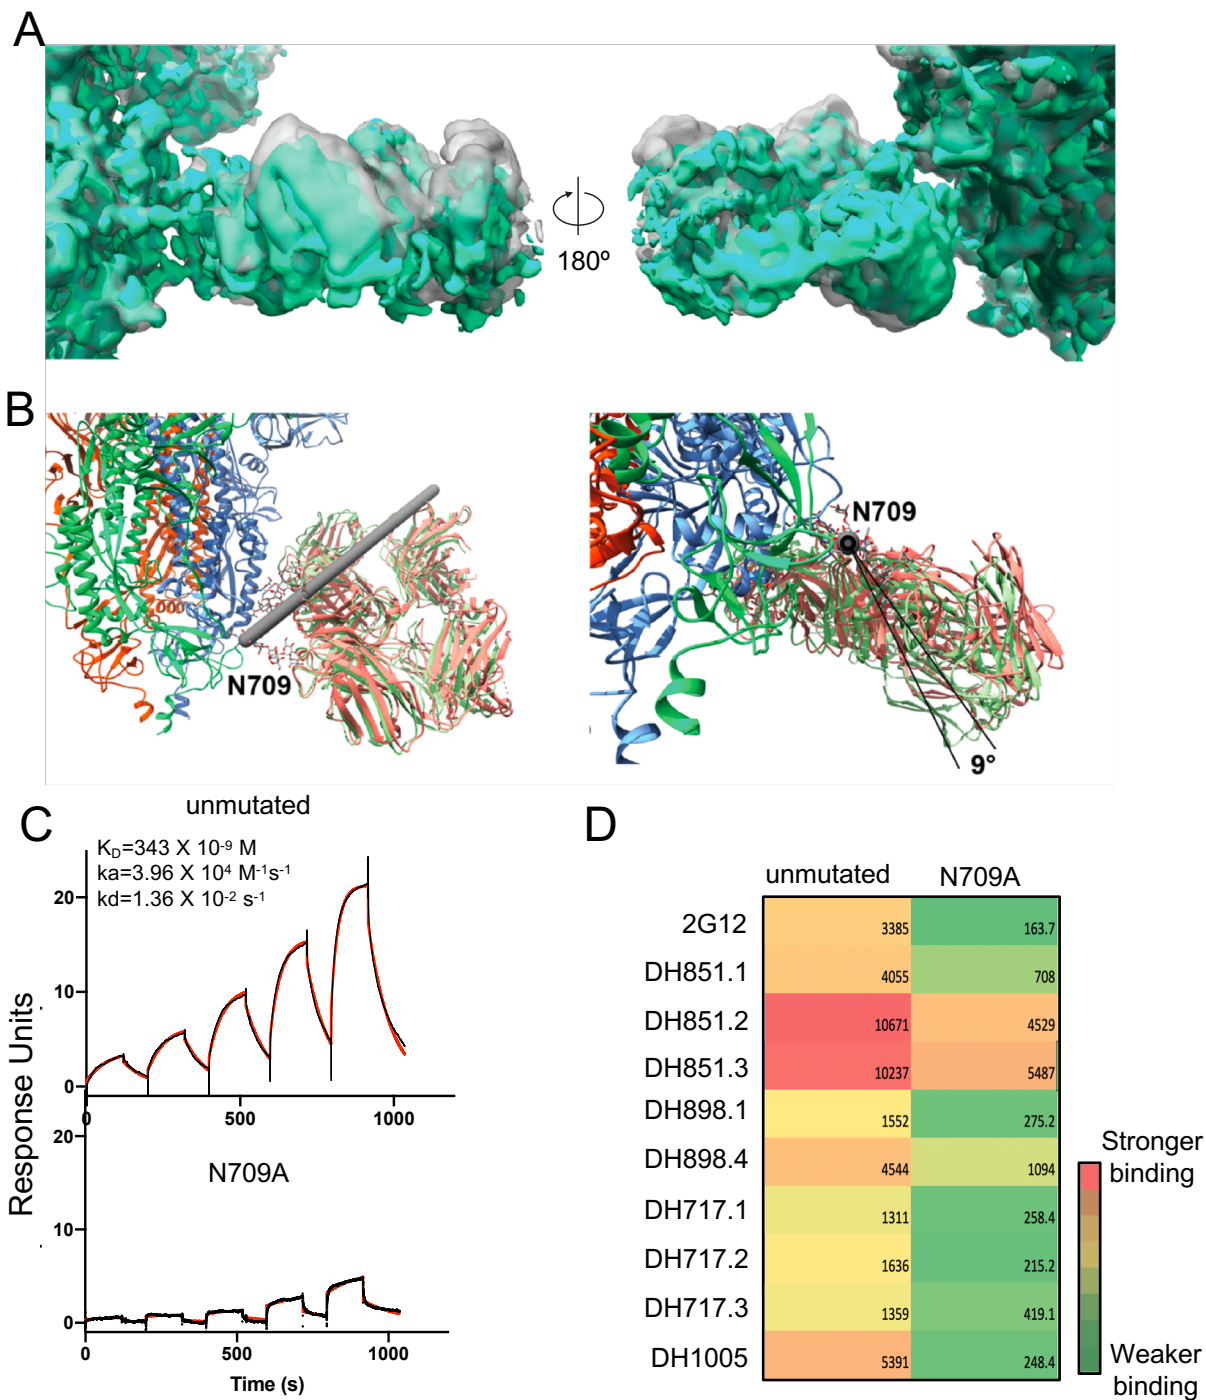 A
180º
B
N709
N709
9°
C
unmutated
K_D=343 X 10⁻⁹ M
ka=3.96 X 10⁴ M⁻¹s⁻¹
kd=1.36 X 10⁻² s⁻¹
20
10
0
0 500 1000
Response Units
N709A
20
10
0
0 500 1000
Time (s)
D
unmutated N709A
2G12 3385 163.7
DH851.1 4055 708
DH851.2 10671 4529
DH851.3 10237 5487
DH898.1 1552 275.2
DH898.4 4544 1094
DH717.1 1311 258.4
DH717.2 1636 215.2
DH717.3 1359 419.1
DH1005 5391 248.4
Stronger
binding
Weaker
binding